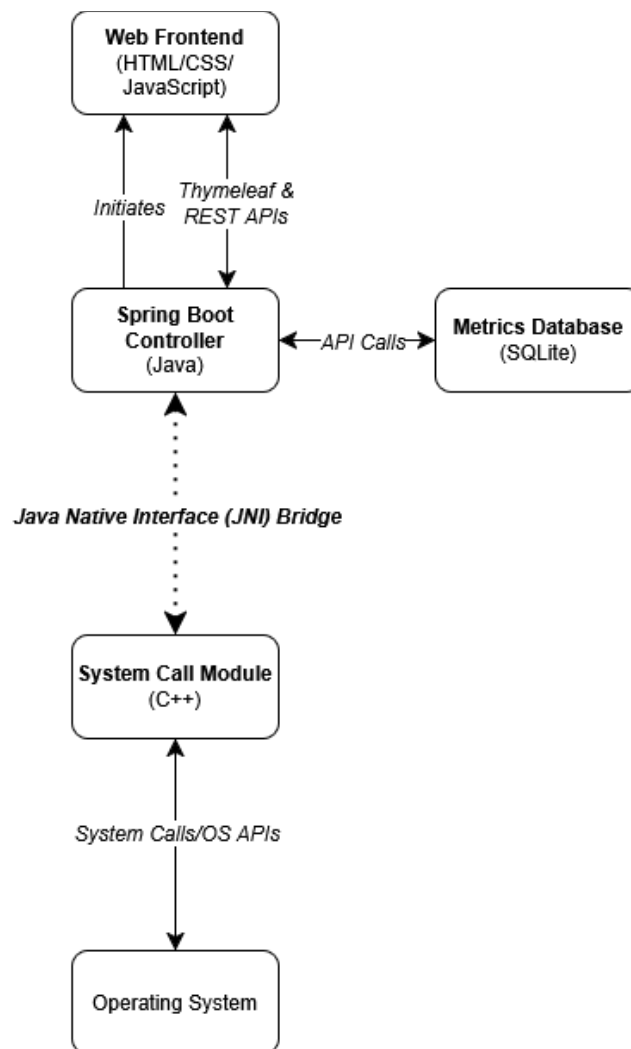 Web Frontend
(HTML/CSS/
JavaScript)
Initiates
Thymeleaf &
REST APIs
Spring Boot
Controller
(Java)
API Calls
Metrics Database
(SQLite)
Java Native Interface (JNI) Bridge
System Call Module
(C++)
System Calls/OS APIs
Operating System